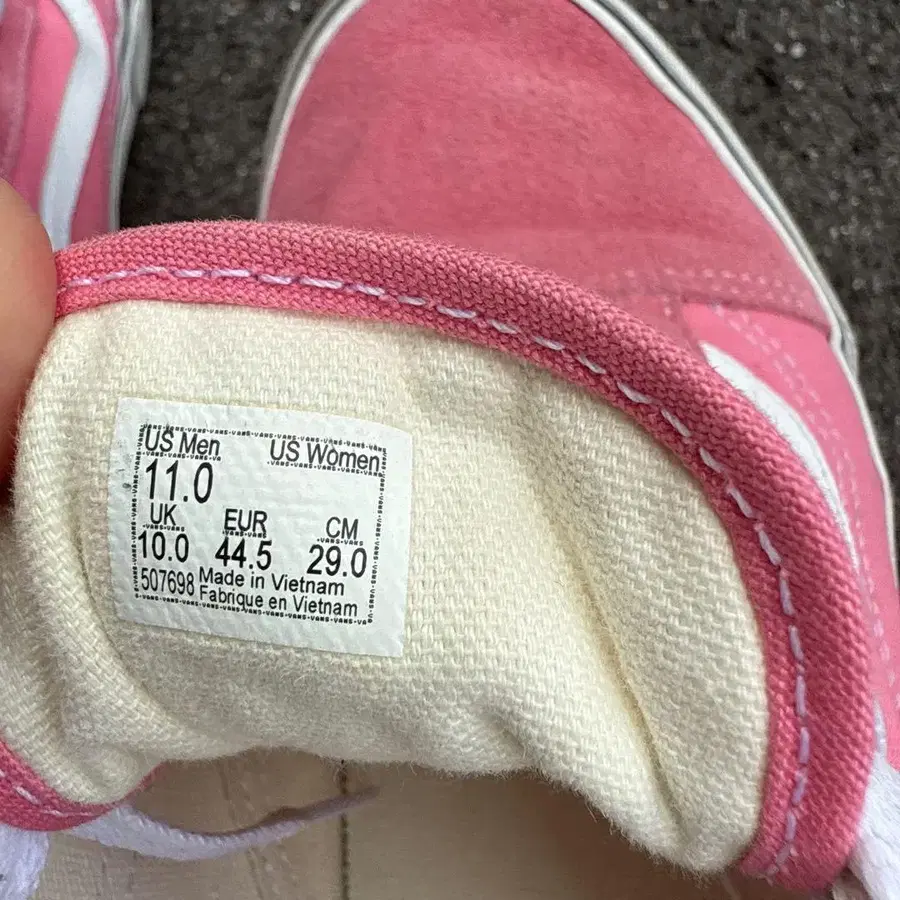 US Men US Women
11.0
UK EUR CM
10.0 44.5 29.0
507698 Made in Vietnam
Fabrique en Vietnam